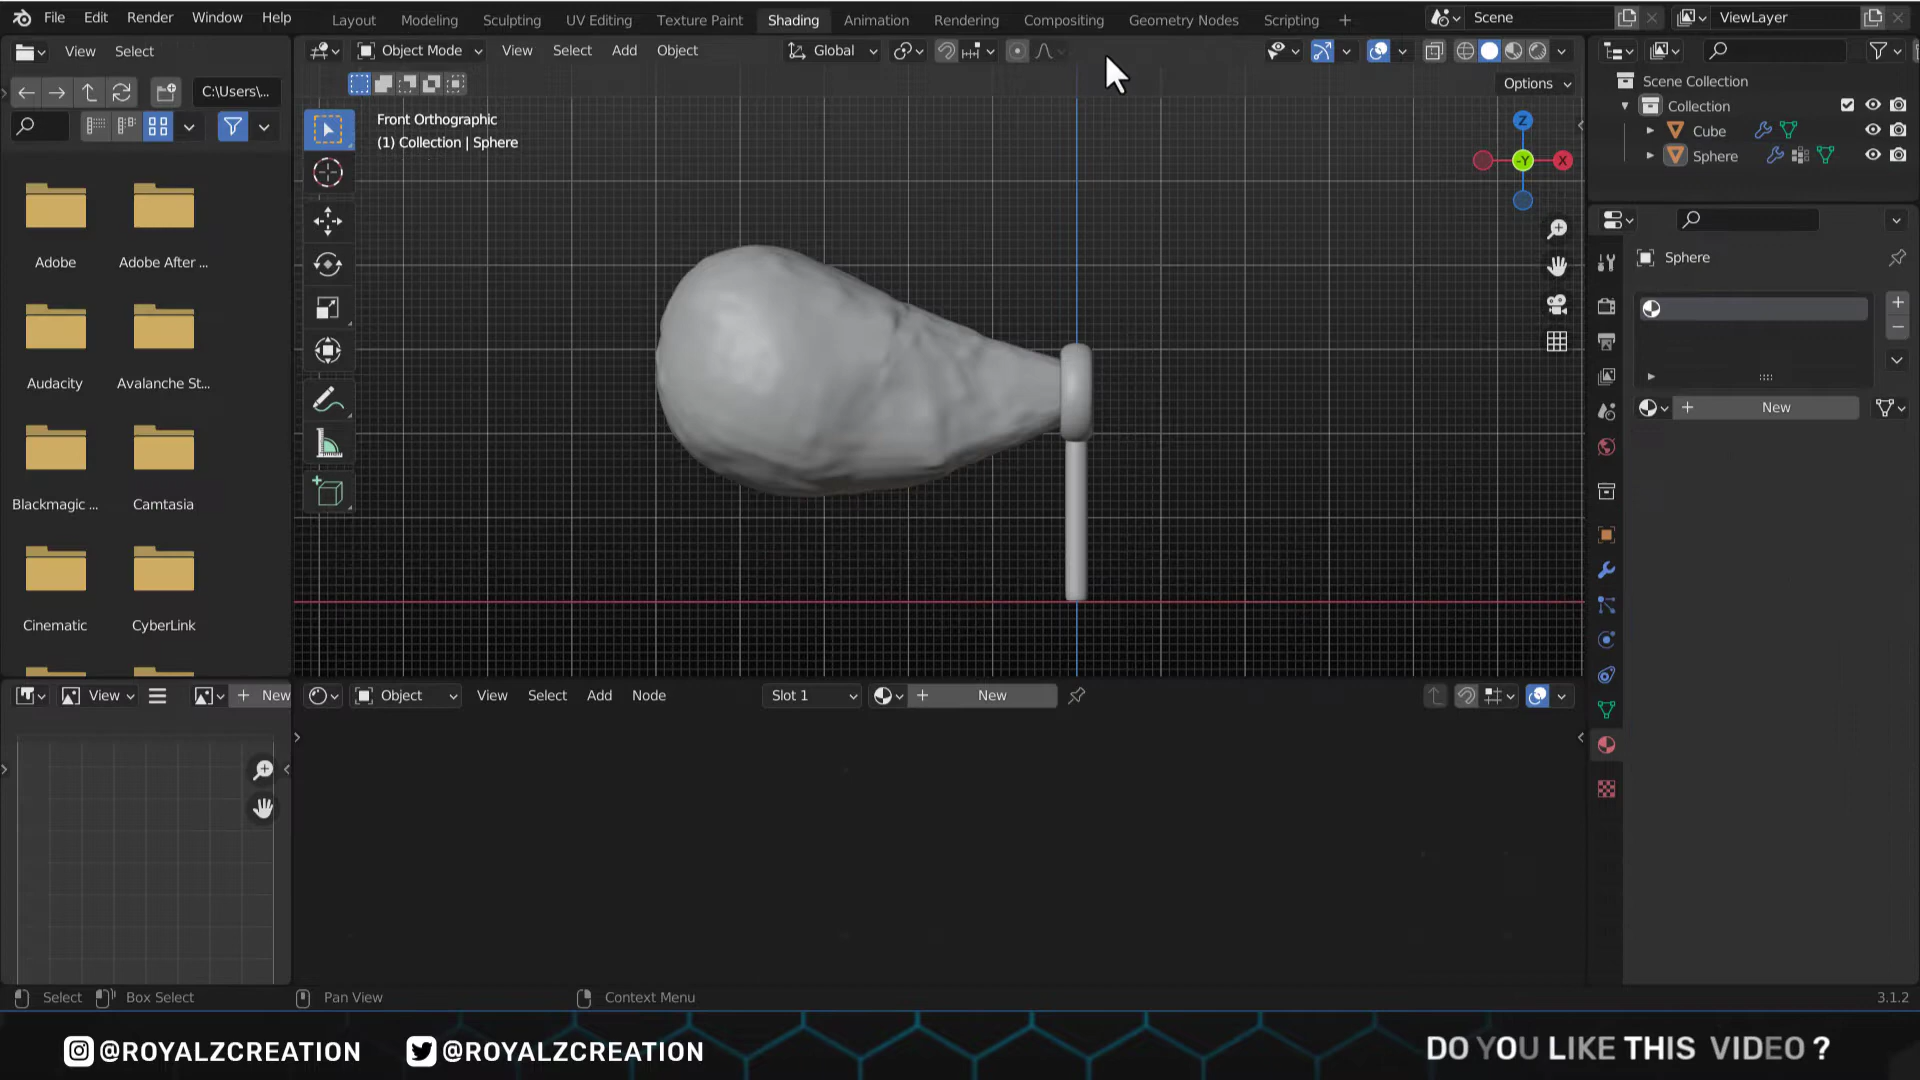 File Edit Render Window Help Layout Modeling Sculpting UV Editing Texture Paint Shading Animation Rendering Compositing Geometry Nodes Scripting Scene ViewLayer
View Select Object Mode View Select Add Object Global
C:\Users\... Options
Scene Collection
Collection
Cube
Sphere
Front Orthographic
(1) Collection | Sphere
Z
-Y X
Adobe Adobe After ...
Audacity Avalanche St...
Blackmagic ... Camtasia
Cinematic CyberLink
Sphere
New
View New Object View Select Add Node Slot 1 New
Select Box Select Pan View Context Menu 3.1.2
@ROYALZCREATION @ROYALZCREATION DO YOU LIKE THIS VIDEO ?